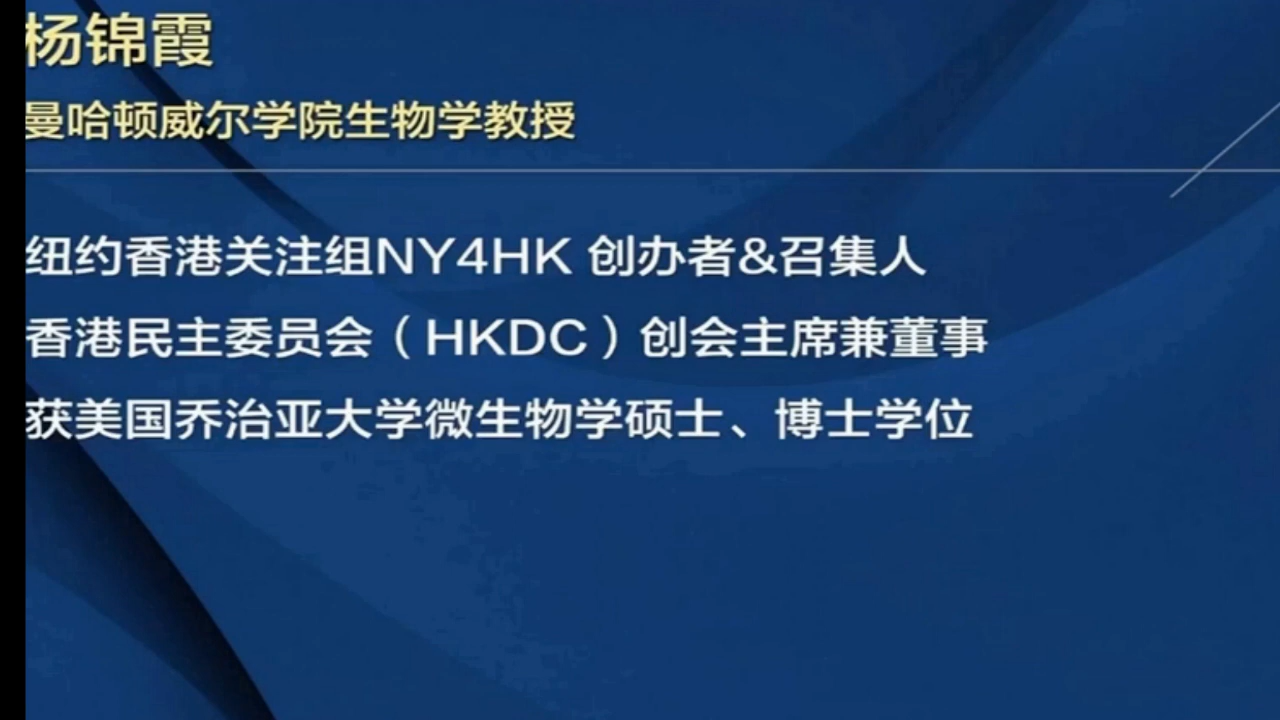 杨锦霞
曼哈顿威尔学院生物学教授
纽约香港关注组NY4HK 创办者&召集人
香港民主委员会（HKDC）创会主席兼董事
获美国乔治亚大学微生物学硕士、博士学位